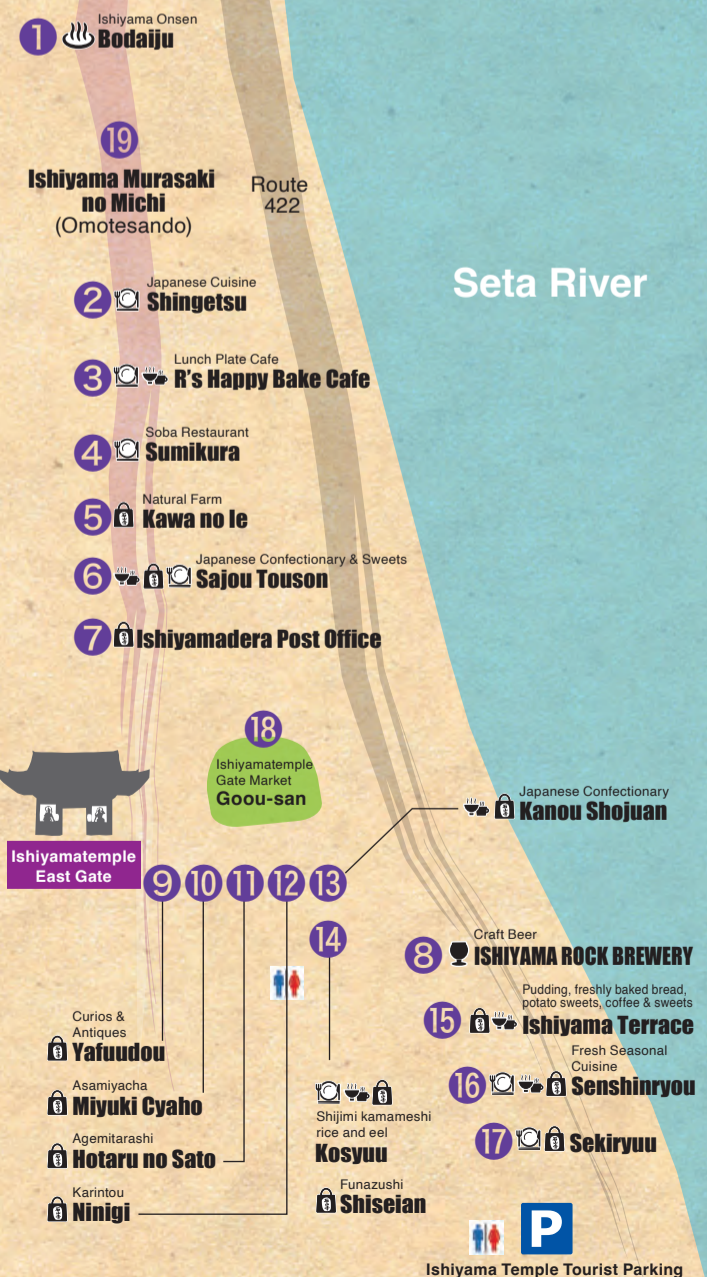 1
Ishiyama Onsen
Bodaiju
19
Ishiyama Murasaki
no Michi
(Omotesando)
Route
422
Seta River
2
Japanese Cuisine
Shingetsu
3
Lunch Plate Cafe
R's Happy Bake Cafe
4
Soba Restaurant
Sumikura
5
Natural Farm
Kawa no Ie
6
Japanese Confectionary & Sweets
Sajou Touson
7
Ishiyamadera Post Office
18
Ishiyamatemple
Gate Market
Goou-san
Japanese Confectionary
Kanou Shojuan
Ishiyamatemple
East Gate
9 10 11 12 13
14
8
Craft Beer
ISHIYAMA ROCK BREWERY
15
Pudding, freshly baked bread,
potato sweets, coffee & sweets
Ishiyama Terrace
16
Fresh Seasonal
Cuisine
Senshinryou
17
Sekiryuu
Curios &
Antiques
Yafuudou
Asamiyacha
Miyuki Cyaho
Agemitarashi
Hotaru no Sato
Karintou
Ninigi
Shijimi kamameshi
rice and eel
Kosyuu
Funazushi
Shiseian
P
Ishiyama Temple Tourist Parking